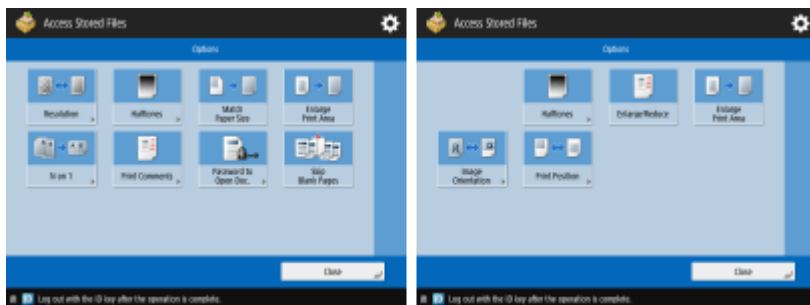 Access Stored Files
Options
Resolution
Halftones
Match
Paper Size
Enlarge
Print Area
N on 1
Print Comments
Password to
Open Doc.
Skip
Blank Pages
Close
Log out with the ID key after the operation is complete.
Access Stored Files
Options
Halftones
Enlarge/Reduce
Enlarge
Print Area
Image
Orientation
Print Position
Close
Log out with the ID key after the operation is complete.